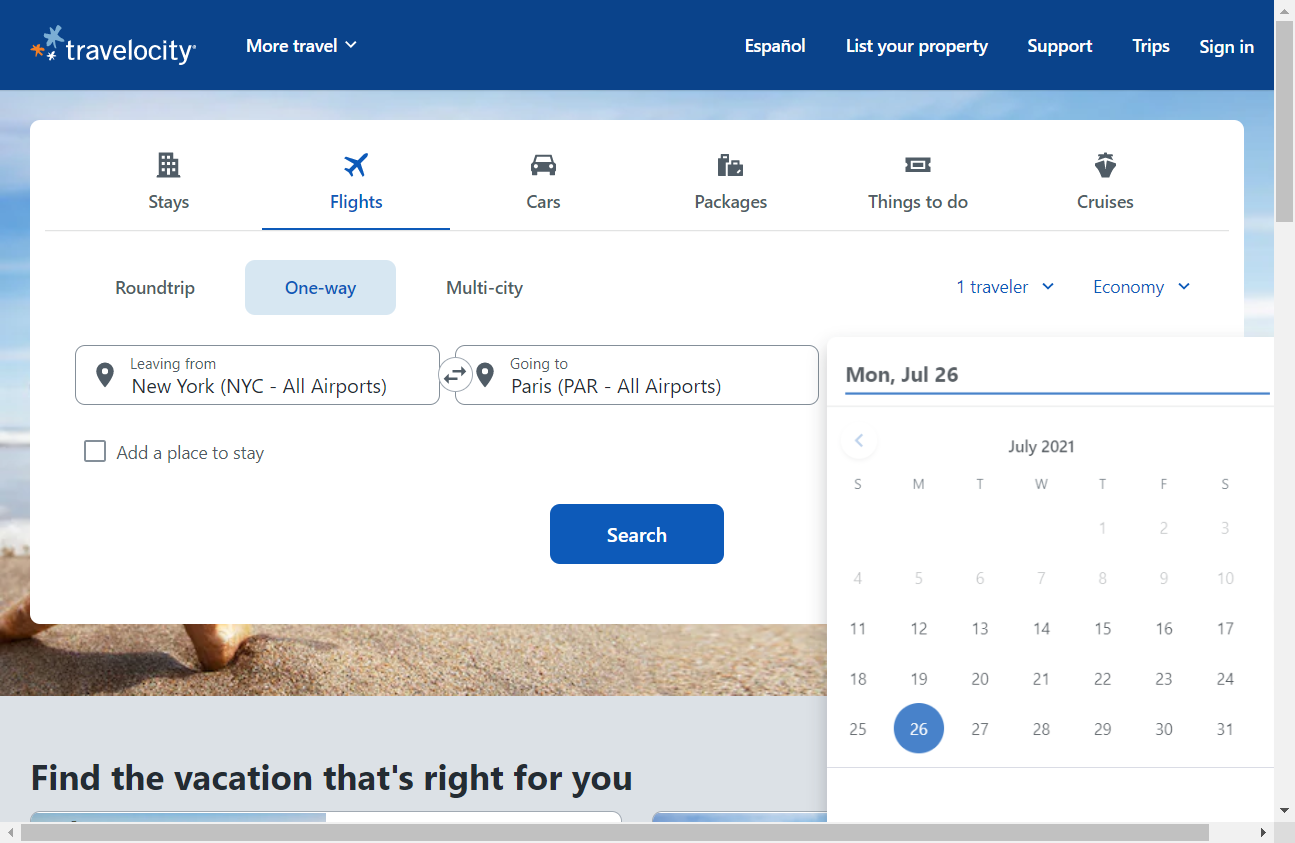 travelocity
More travel
Español
List your property
Support
Trips
Sign in
Stays
Flights
Cars
Packages
Things to do
Cruises
Roundtrip
One-way
Multi-city
1 traveler
Economy
Leaving from
New York (NYC - All Airports)
Going to
Paris (PAR - All Airports)
Add a place to stay
Search
Mon, Jul 26
July 2021
S M T W T F S
1 2 3
4 5 6 7 8 9 10
11 12 13 14 15 16 17
18 19 20 21 22 23 24
25 26 27 28 29 30 31
Find the vacation that's right for you